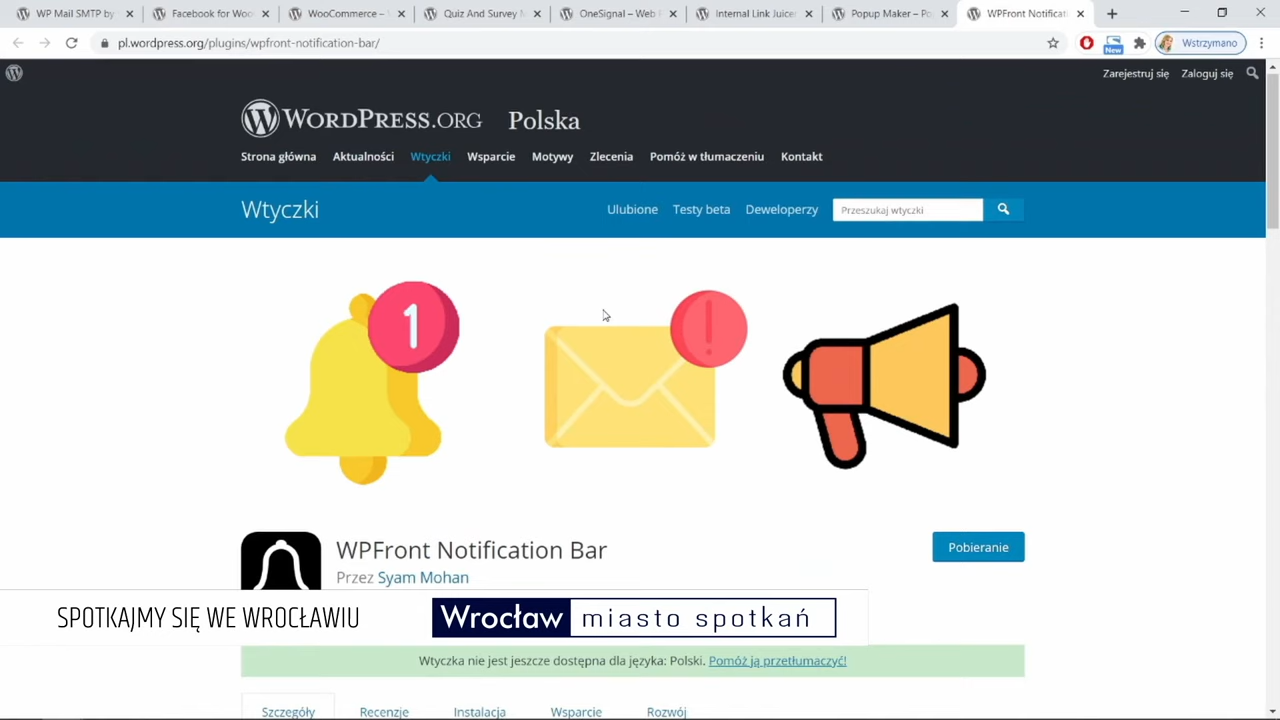 WP Mail SMTP by
Facebook for Woo
WooCommerce –
Quiz And Survey M
OneSignal – Web
Internal Link Juicer
Popup Maker – Po
WPFront Notificat
pl.wordpress.org/plugins/wpfront-notification-bar/
New
Wstrzymano
Zarejestruj się
Zaloguj się
WORDPRESS.ORG
Polska
Strona główna
Aktualności
Wtyczki
Wsparcie
Motywy
Zlecenia
Pomóż w tłumaczeniu
Kontakt
Wtyczki
Ulubione
Testy beta
Deweloperzy
Przeszukaj wtyczki
1
!
WPFront Notification Bar
Pobieranie
Przez Syam Mohan
SPOTKAJMY SIĘ WE WROCŁAWIU
Wrocław miasto spotkań
Wtyczka nie jest jeszcze dostępna dla języka: Polski. Pomóż ją przetłumaczyć!
Szczegóły
Recenzje
Instalacja
Wsparcie
Rozwój